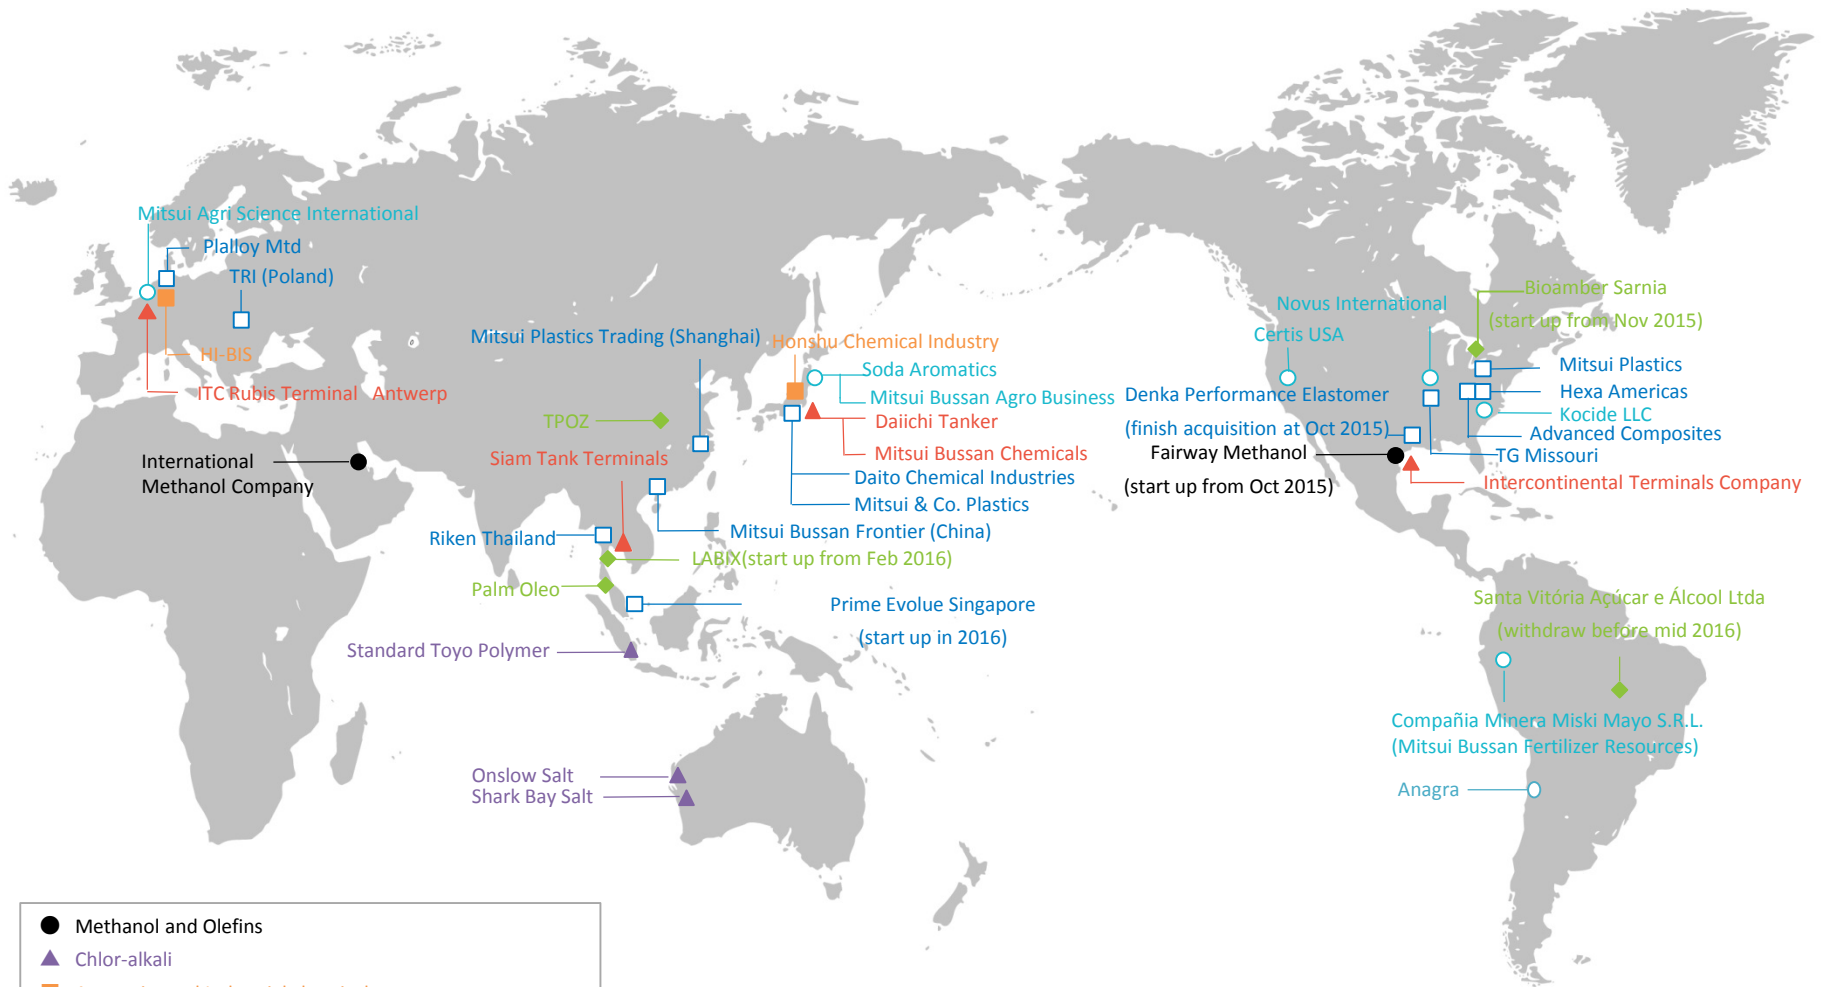 Mitsui Agri Science International
Plalloy Mtd
TRI (Poland)
HI-BIS
ITC Rubis Terminal Antwerp
International
Methanol Company
Mitsui Plastics Trading (Shanghai)
Honshu Chemical Industry
Soda Aromatics
Mitsui Bussan Agro Business
Daiichi Tanker
Mitsui Bussan Chemicals
Daito Chemical Industries
Mitsui & Co. Plastics
TPOZ
Siam Tank Terminals
Mitsui Bussan Frontier (China)
Riken Thailand
LABIX(start up from Feb 2016)
Palm Oleo
Prime Evolue Singapore
(start up in 2016)
Standard Toyo Polymer
Onslow Salt
Shark Bay Salt
Novus International
Certis USA
Bioamber Sarnia
(start up from Nov 2015)
Mitsui Plastics
Hexa Americas
Kocide LLC
Advanced Composites
TG Missouri
Intercontinental Terminals Company
Denka Performance Elastomer
(finish acquisition at Oct 2015)
Fairway Methanol
(start up from Oct 2015)
Santa Vitória Açúcar e Álcool Ltda
(withdraw before mid 2016)
Compañia Minera Miski Mayo S.R.L.
(Mitsui Bussan Fertilizer Resources)
Anagra
Methanol and Olefins
Chlor-alkali